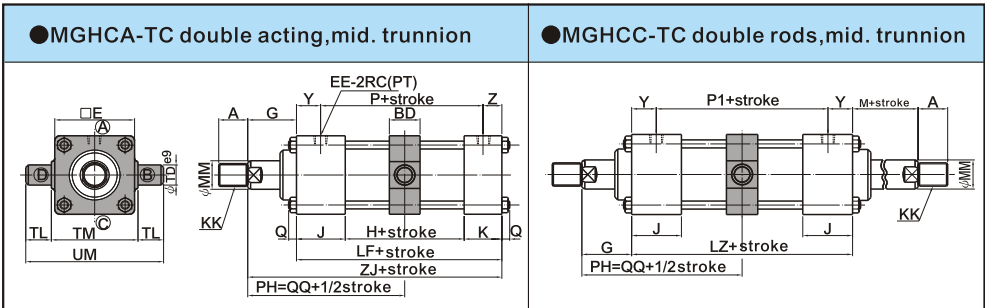 ●MGHCA-TC double acting,mid. trunnion
●MGHCC-TC double rods,mid. trunnion
EE-2RC(PT)
Y P+stroke Z
A G BD
□E
A
D B
C
φTDe9
φMM
KK
TL TM TL
UM
Q J H+stroke K Q
LF+stroke
ZJ+stroke
PH=QQ+1/2stroke
Y P1+stroke Y M+stroke A
φMM
KK
J J
G LZ+stroke
PH=QQ+1/2stroke